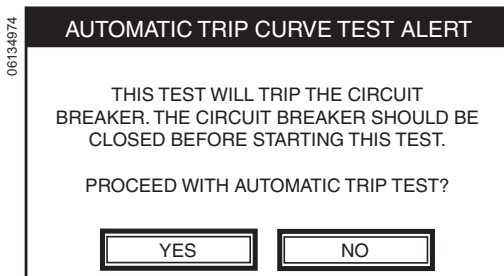 06134974
AUTOMATIC TRIP CURVE TEST ALERT
THIS TEST WILL TRIP THE CIRCUIT
BREAKER. THE CIRCUIT BREAKER SHOULD BE
CLOSED BEFORE STARTING THIS TEST.
PROCEED WITH AUTOMATIC TRIP TEST?
YES
NO